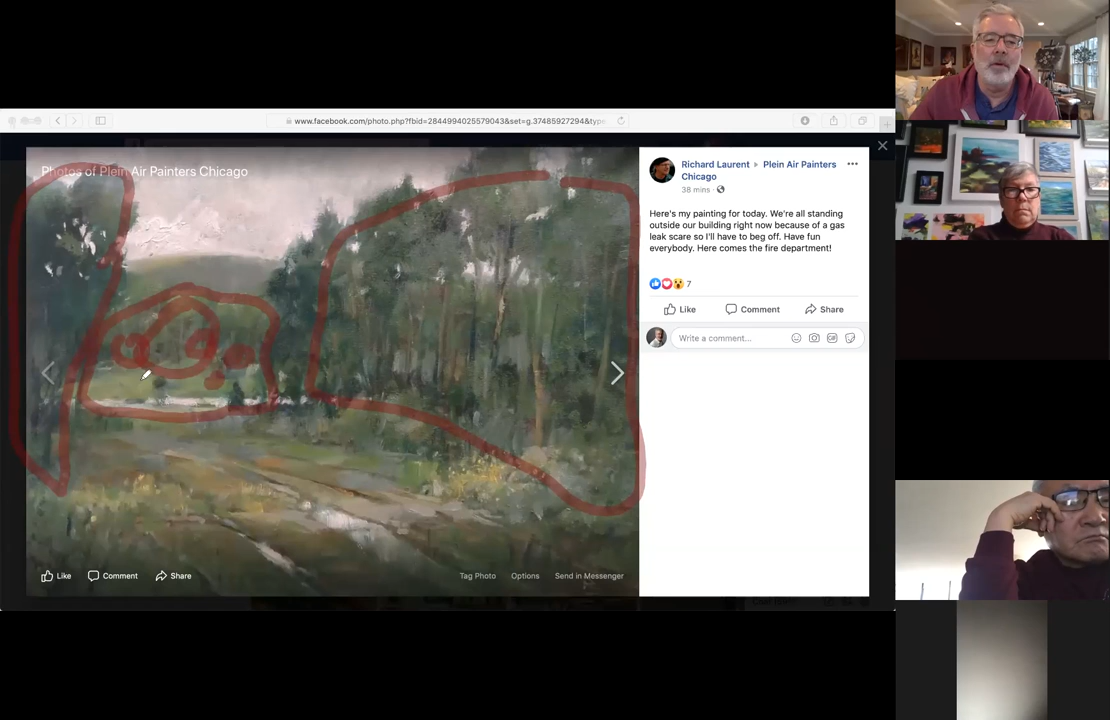 www.facebook.com/photo.php?fbid=2844994025579043&set=g.37485927294&type
Photos of Plein Air Painters Chicago
Richard Laurent ▸ Plein Air Painters
Chicago
38 mins ·
Here's my painting for today. We're all standing
outside our building right now because of a gas
leak scare so I'll have to beg off. Have fun
everybody. Here comes the fire department!
7
Like Comment Share
Write a comment...
GIF
Like Comment Share Tag Photo Options Send in Messenger